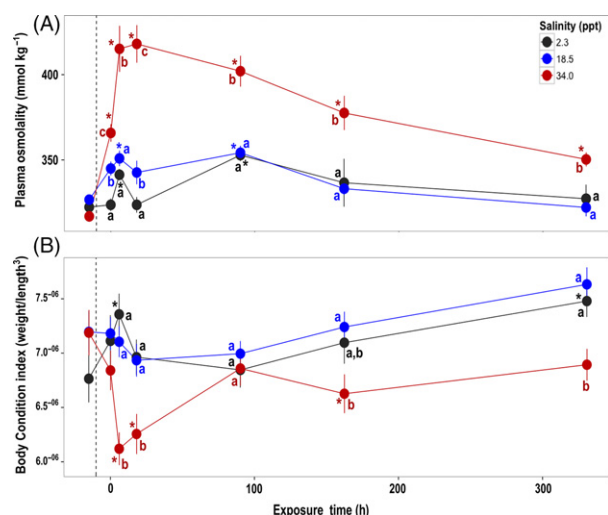 (A)
Salinity (ppt)
2.3
18.5
34.0
Plasma osmolality (mmol kg⁻¹)
400
350
* b
* c
* c
* b
* b
* b
* a
b
b
* a
a
a
* a
a
a *
a
a
a
a
(B)
Body Condition index (weight/length³)
7.5⁻⁰⁶
7.0⁻⁰⁶
6.5⁻⁰⁶
6.0⁻⁰⁶
* a
a
a
a
a
a
a
a
a,b
a
* a
* b
* b
* b
b
0
100
200
300
Exposure time (h)